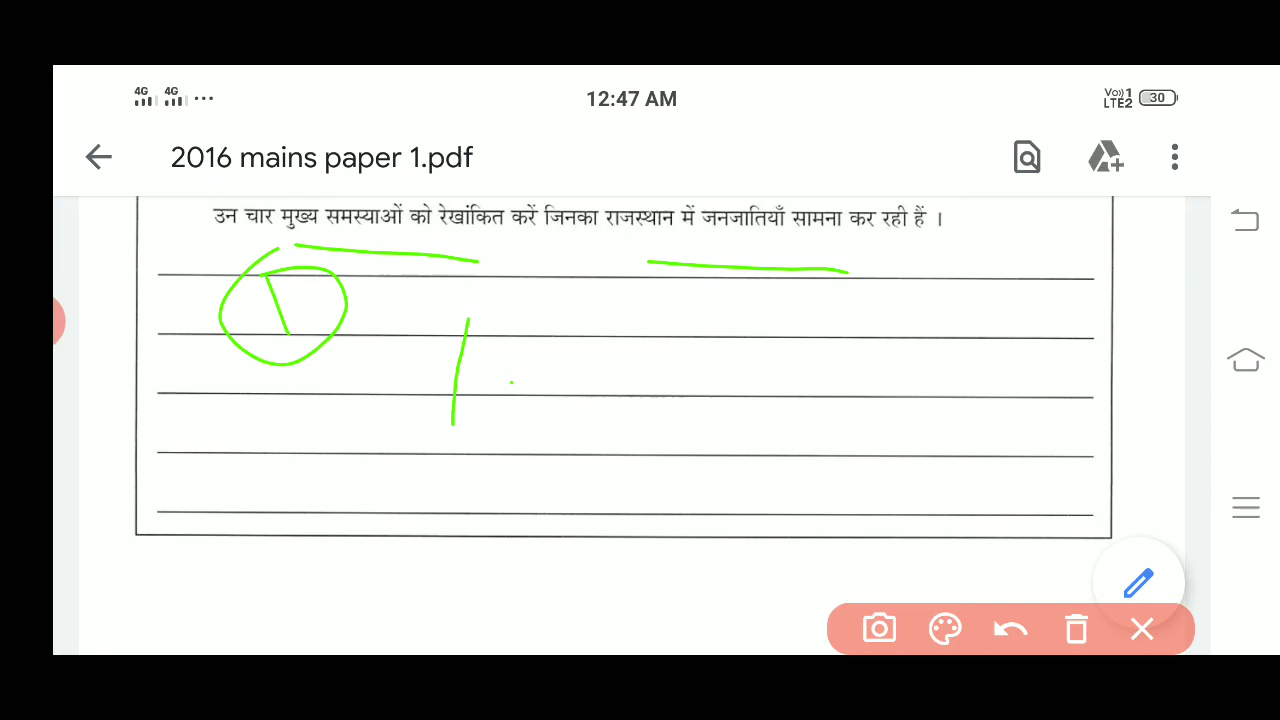 4G 4G ...
12:47 AM
Vo)) 1
LTE2
30
2016 mains paper 1.pdf
उन चार मुख्य समस्याओं को रेखांकित करें जिनका राजस्थान में जनजातियाँ सामना कर रही हैं ।